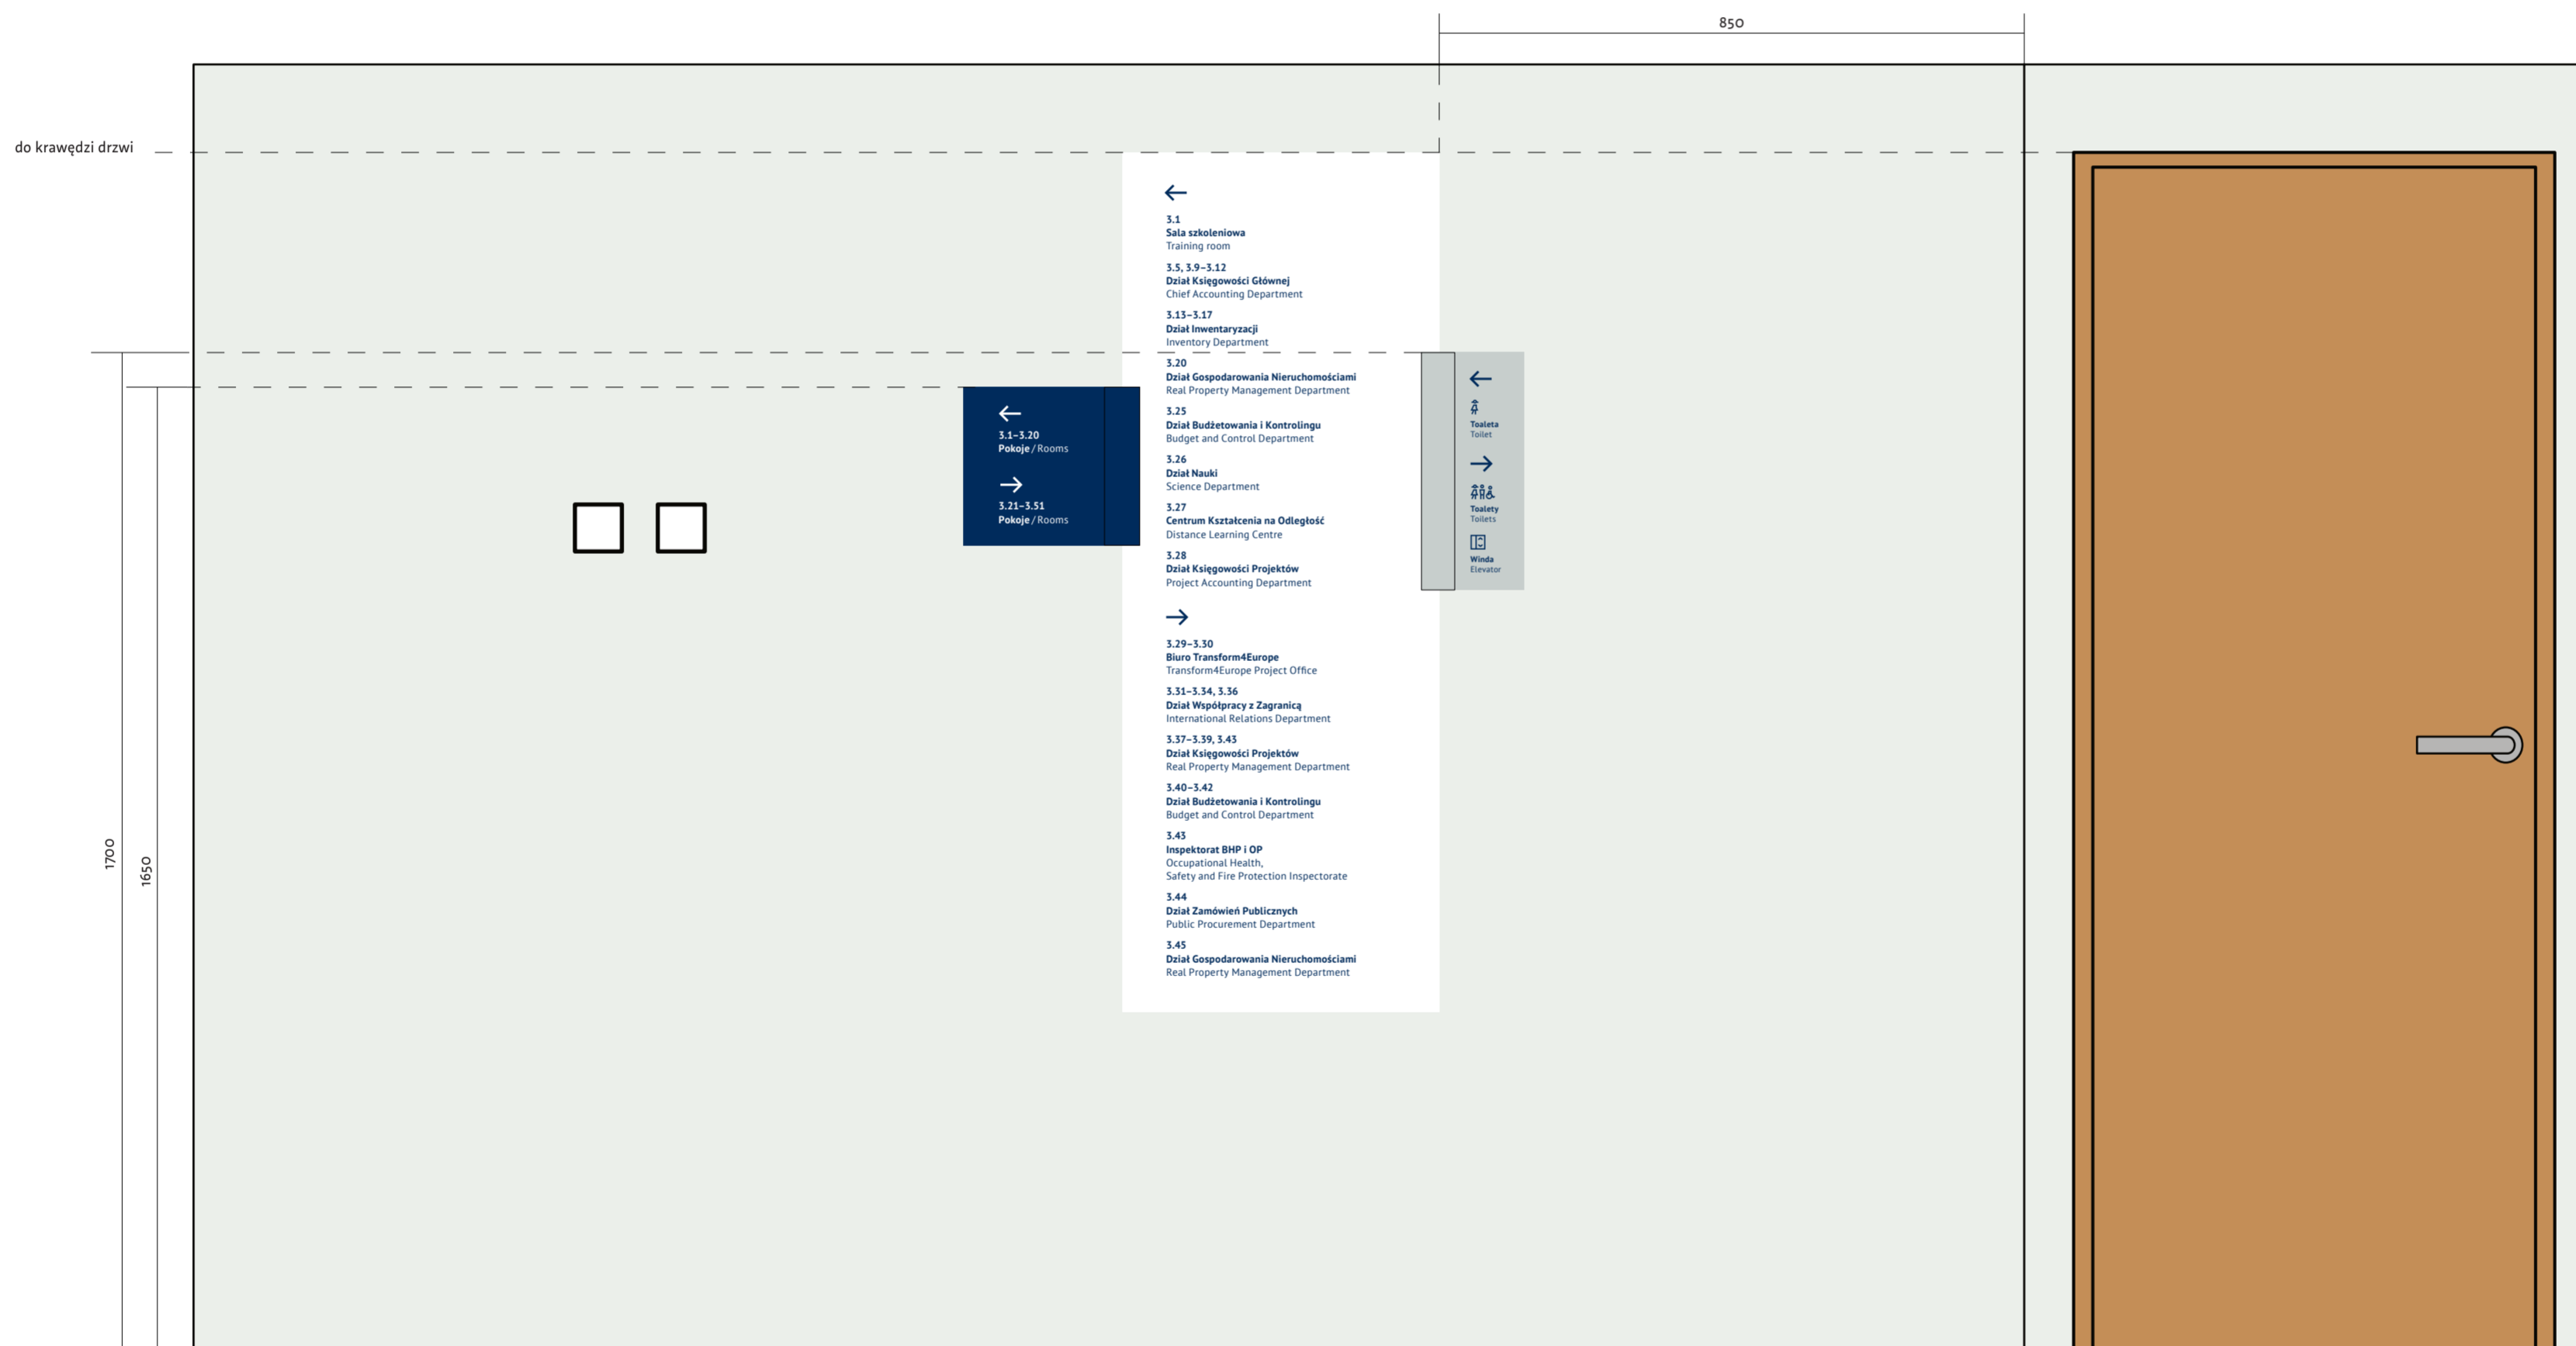 850
do krawędzi drzwi
3.1
Sala szkoleniowa
Training room
3.5, 3.9–3.12
Dział Księgowości Głównej
Chief Accounting Department
3.13–3.17
Dział Inwentaryzacji
Inventory Department
3.20
Dział Gospodarowania Nieruchomościami
Real Property Management Department
3.25
Dział Budżetowania i Kontrolingu
Budget and Control Department
3.26
Dział Nauki
Science Department
3.27
Centrum Kształcenia na Odległość
Distance Learning Centre
3.28
Dział Księgowości Projektów
Project Accounting Department
3.29–3.30
Biuro Transform4Europe
Transform4Europe Project Office
3.31–3.34, 3.36
Dział Współpracy z Zagranicą
International Relations Department
3.37–3.39, 3.43
Dział Księgowości Projektów
Real Property Management Department
3.40–3.42
Dział Budżetowania i Kontrolingu
Budget and Control Department
3.43
Inspektorat BHP i OP
Occupational Health,
Safety and Fire Protection Inspectorate
3.44
Dział Zamówień Publicznych
Public Procurement Department
3.45
Dział Gospodarowania Nieruchomościami
Real Property Management Department
3.1–3.20
Pokoje / Rooms
3.21–3.51
Pokoje / Rooms
Toaleta
Toilet
Toalety
Toilets
Winda
Elevator
1700
1650